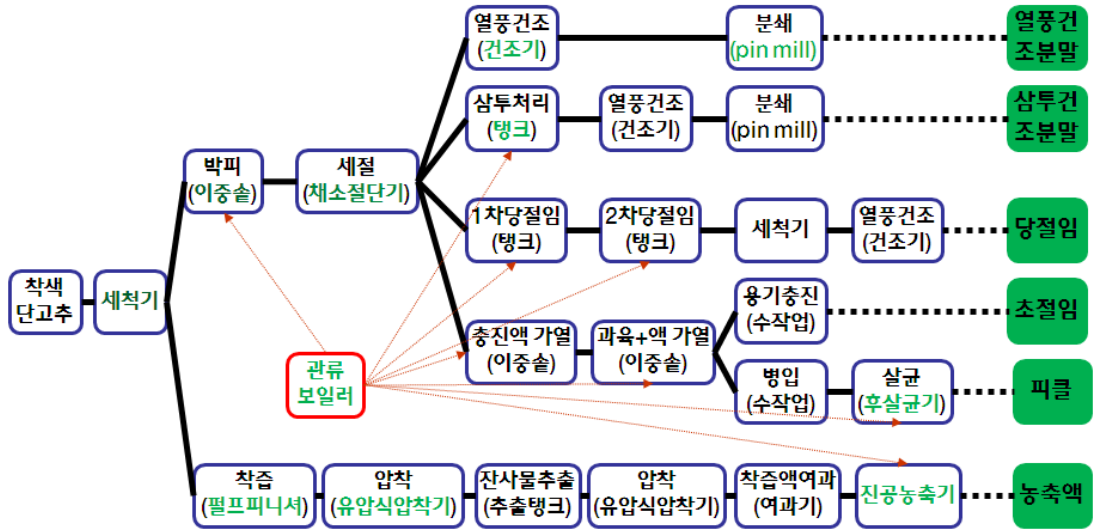 열풍건조
(건조기)
분쇄
(pin mill)
열풍건
조분말
삼투처리
(탱크)
열풍건조
(건조기)
분쇄
(pin mill)
삼투건
조분말
박피
(이중솥)
세절
(채소절단기)
1차당절임
(탱크)
2차당절임
(탱크)
세척기
열풍건조
(건조기)
당절임
착색
단고추
세척기
용기충진
(수작업)
초절임
충진액 가열
(이중솥)
과육+액 가열
(이중솥)
관류
보일러
병입
(수작업)
살균
(후살균기)
피클
착즙
(펄프피니셔)
압착
(유압식압착기)
잔사물추출
(추출탱크)
압착
(유압식압착기)
착즙액여과
(여과기)
진공농축기
농축액